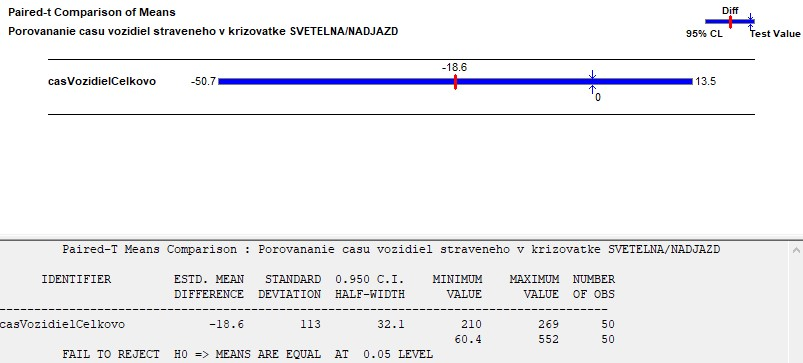 Paired-t Comparison of Means
Porovananie casu vozidiel straveneho v krizovatke SVETELNA/NADJAZD
Diff
95% CL Test Value
-18.6
casVozidielCelkovo -50.7 13.5
0
Paired-T Means Comparison : Porovananie casu vozidiel straveneho v krizovatke SVETELNA/NADJAZD
IDENTIFIER ESTD. MEAN STANDARD 0.950 C.I. MINIMUM MAXIMUM NUMBER
DIFFERENCE DEVIATION HALF-WIDTH VALUE VALUE OF OBS
casVozidielCelkovo -18.6 113 32.1 210 269 50
60.4 552 50
FAIL TO REJECT H0 => MEANS ARE EQUAL AT 0.05 LEVEL